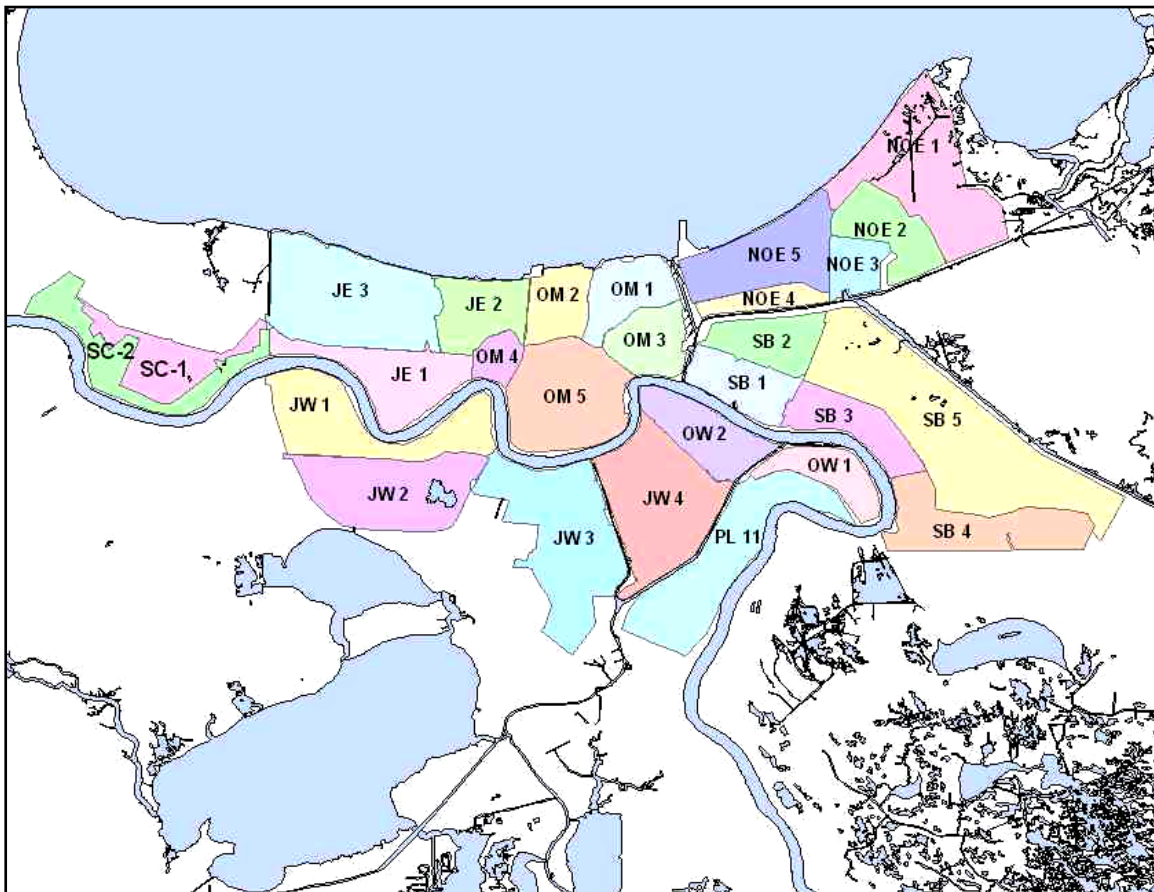 NOE 1
NOE 2
NOE 5
NOE 3
JE 3
OM 1
OM 2
JE 2
NOE 4
OM 3
SB 2
SC-2
OM 4
SC-1
JE 1
SB 1
OM 5
JW 1
SB 3
SB 5
OW 2
OW 1
JW 2
JW 4
SB 4
PL 11
JW 3